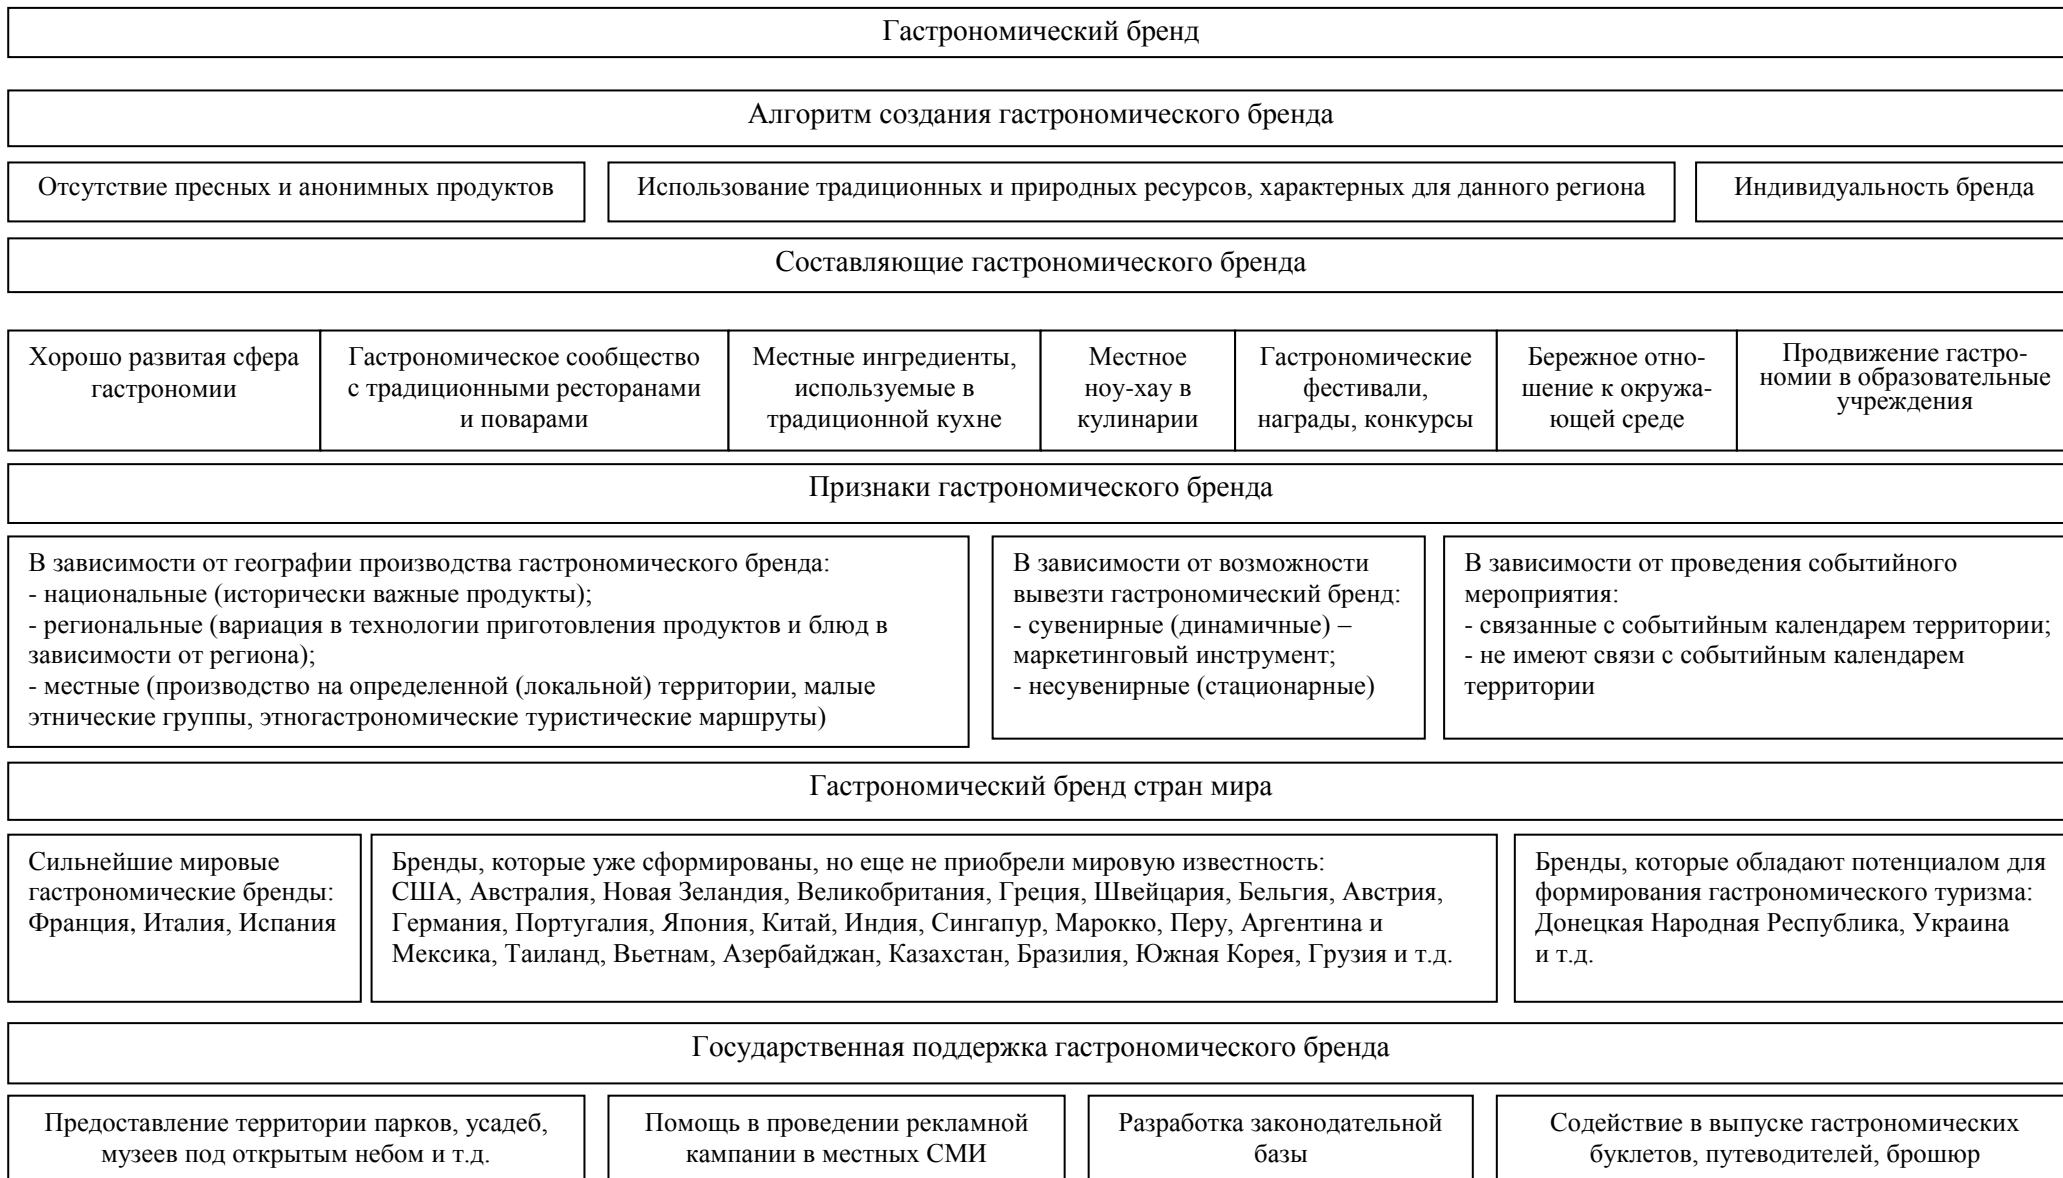 Гастрономический бренд
Алгоритм создания гастрономического бренда
Отсутствие пресных и анонимных продуктов
Использование традиционных и природных ресурсов, характерных для данного региона
Индивидуальность бренда
Составляющие гастрономического бренда
Хорошо развитая сфера
гастрономии
Гастрономическое сообщество
с традиционными ресторанами
и поварами
Местные ингредиенты,
используемые в
традиционной кухне
Местное
ноу-хау в
кулинарии
Гастрономические
фестивали,
награды, конкурсы
Бережное отно-
шение к окружа-
ющей среде
Продвижение гастро-
номии в образовательные
учреждения
Признаки гастрономического бренда
В зависимости от географии производства гастрономического бренда:
- национальные (исторически важные продукты);
- региональные (вариация в технологии приготовления продуктов и блюд в
зависимости от региона);
- местные (производство на определенной (локальной) территории, малые
этнические группы, этногастрономические туристические маршруты)
В зависимости от возможности
вывезти гастрономический бренд:
- сувенирные (динамичные) –
маркетинговый инструмент;
- несувенирные (стационарные)
В зависимости от проведения событийного
мероприятия:
- связанные с событийным календарем территории;
- не имеют связи с событийным календарем
территории
Гастрономический бренд стран мира
Сильнейшие мировые
гастрономические бренды:
Франция, Италия, Испания
Бренды, которые уже сформированы, но еще не приобрели мировую известность:
США, Австралия, Новая Зеландия, Великобритания, Греция, Швейцария, Бельгия, Австрия,
Германия, Португалия, Япония, Китай, Индия, Сингапур, Марокко, Перу, Аргентина и
Мексика, Таиланд, Вьетнам, Азербайджан, Казахстан, Бразилия, Южная Корея, Грузия и т.д.
Бренды, которые обладают потенциалом для
формирования гастрономического туризма:
Донецкая Народная Республика, Украина
и т.д.
Государственная поддержка гастрономического бренда
Предоставление территории парков, усадеб,
музеев под открытым небом и т.д.
Помощь в проведении рекламной
кампании в местных СМИ
Разработка законодательной
базы
Содействие в выпуске гастрономических
буклетов, путеводителей, брошюр